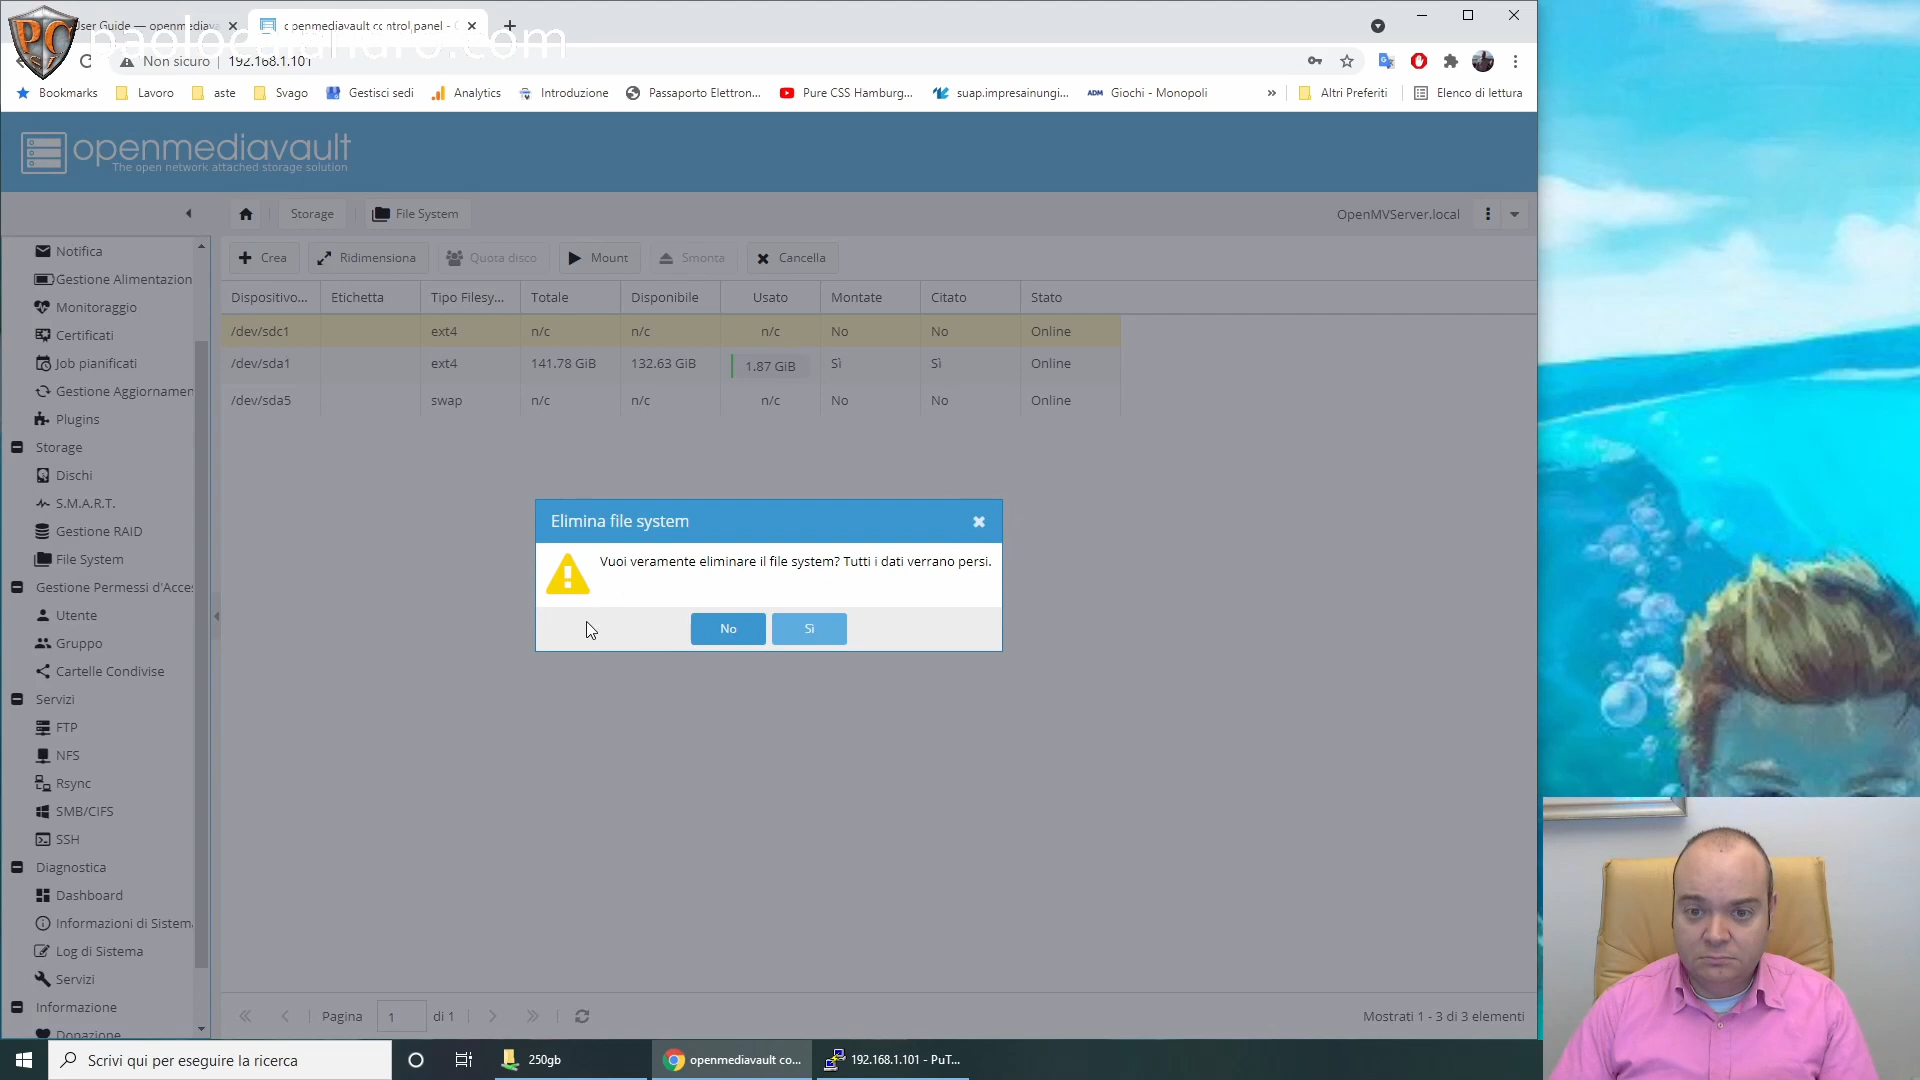 User Guide — openmediava
openmediavault control panel -
paolocalandro.com
PC
Non sicuro
192.168.1.101
Bookmarks
Lavoro
aste
Svago
Gestisci sedi
Analytics
Introduzione
Passaporto Elettron...
Pure CSS Hamburg...
suap.impresainungi...
ADM
Giochi - Monopoli
»
Altri Preferiti
Elenco di lettura
openmediavault
The open network attached storage solution
Storage
File System
OpenMVServer.local
Notifica
Gestione Alimentazion
Monitoraggio
Certificati
Job pianificati
Gestione Aggiornamen
Plugins
Storage
Dischi
S.M.A.R.T.
Gestione RAID
File System
Gestione Permessi d'Acces
Utente
Gruppo
Cartelle Condivise
Servizi
FTP
NFS
Rsync
SMB/CIFS
SSH
Diagnostica
Dashboard
Informazioni di Sistema
Log di Sistema
Servizi
Informazione
Donazione
Crea
Ridimensiona
Quota disco
Mount
Smonta
Cancella
Dispositivo... Etichetta Tipo Filesy... Totale Disponibile Usato Montate Citato Stato
/dev/sdc1 ext4 n/c n/c n/c No No Online
/dev/sda1 ext4 141.78 GiB 132.63 GiB 1.87 GiB Sì Sì Online
/dev/sda5 swap n/c n/c n/c No No Online
Elimina file system
Vuoi veramente eliminare il file system? Tutti i dati verrano persi.
No
Sì
Pagina 1 di 1
Mostrati 1 - 3 di 3 elementi
Scrivi qui per eseguire la ricerca
250gb
openmediavault co...
192.168.1.101 - PuT...